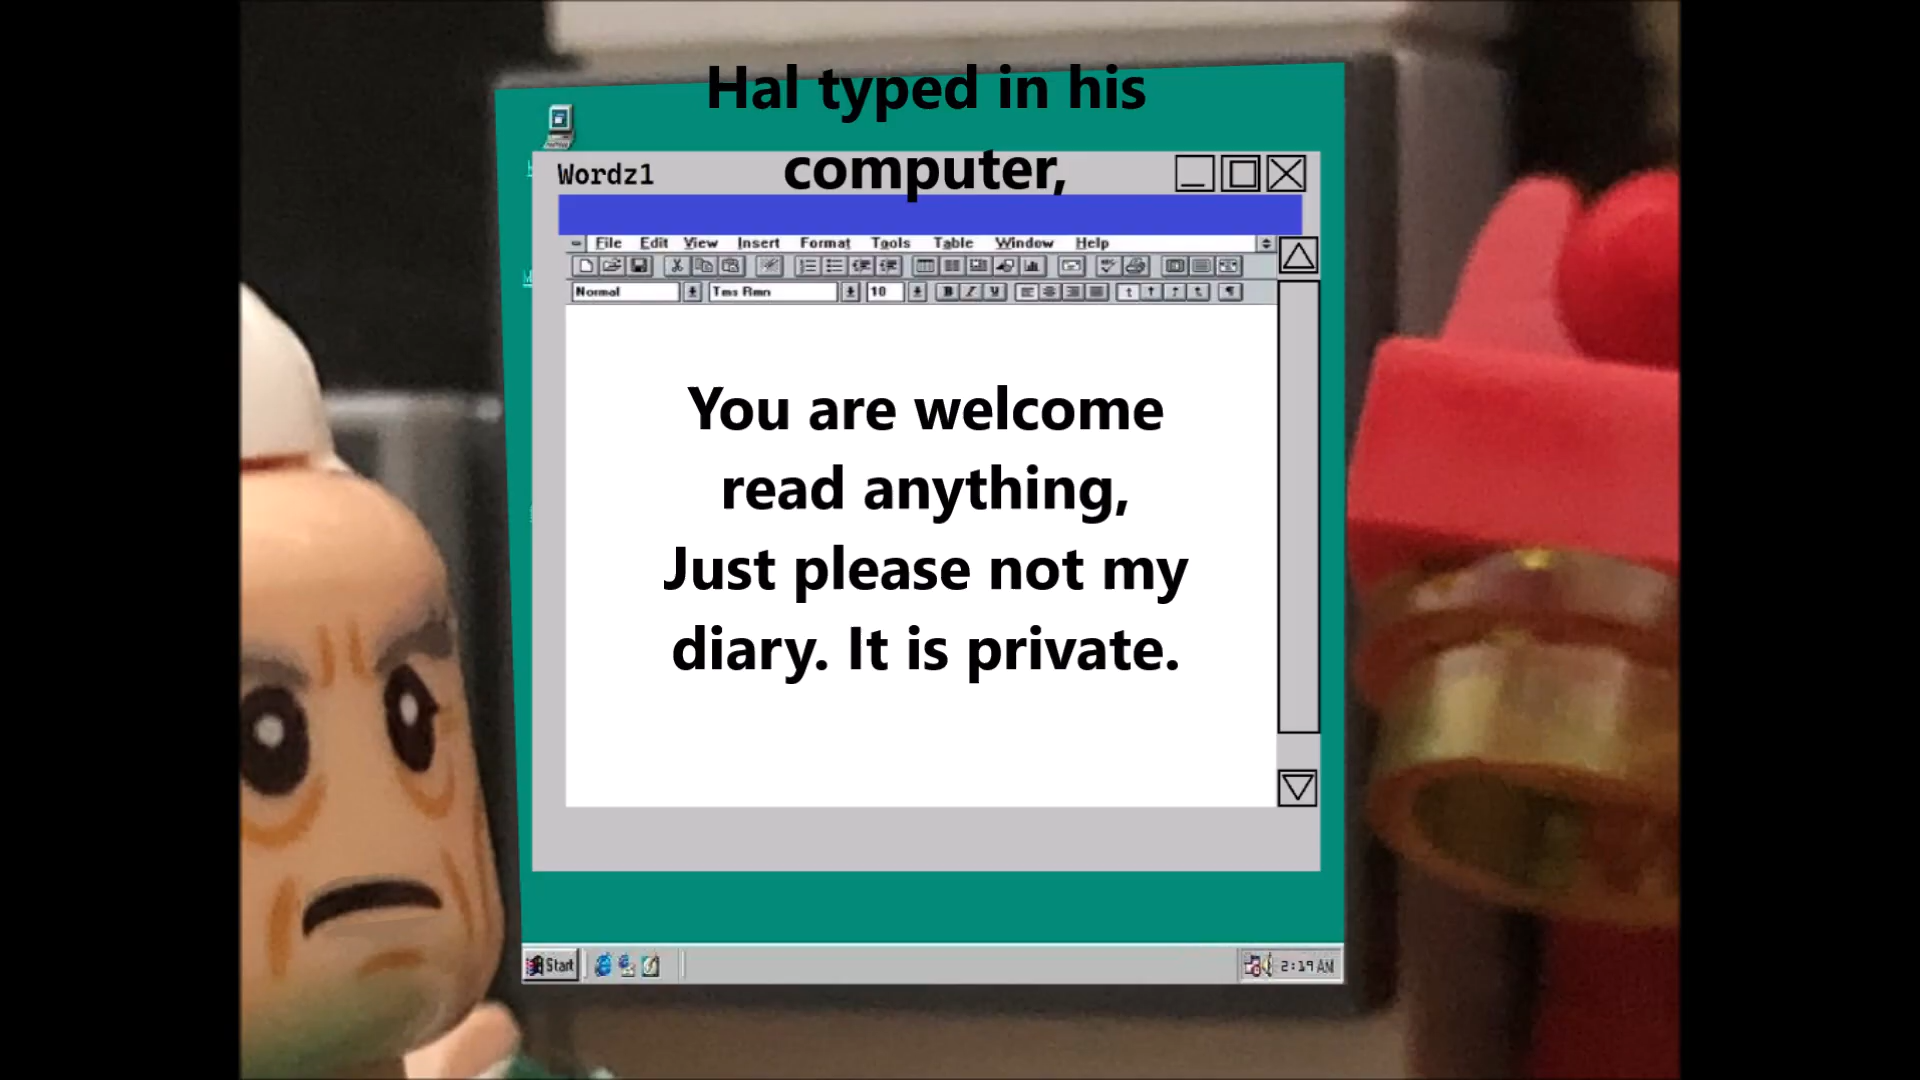 Hal typed in his
computer,
Wordz1
File Edit View Insert Format Tools Table Window Help
Normal Tms Rmn 10 B I U
You are welcome
read anything,
Just please not my
diary. It is private.
Start 2:19 AM